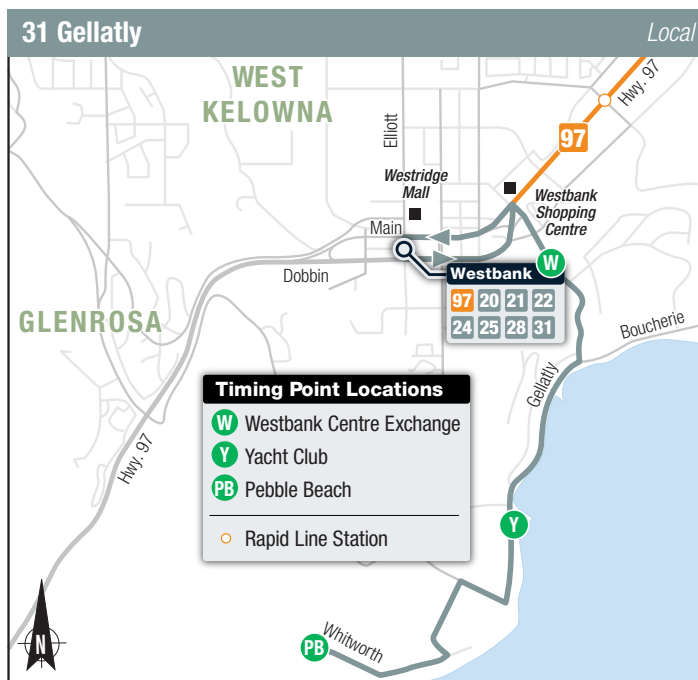 31 Gellatly
Local
WEST
KELOWNA
Hwy. 97
97
Elliott
Westridge
Mall
Westbank
Shopping
Centre
Main
W
Dobbin
Westbank
97 20 21 22
24 25 28 31
GLENROSA
Boucherie
Gellatly
Timing Point Locations
W Westbank Centre Exchange
Y Yacht Club
PB Pebble Beach
Rapid Line Station
Hwy. 97
Y
Whitworth
PB
N